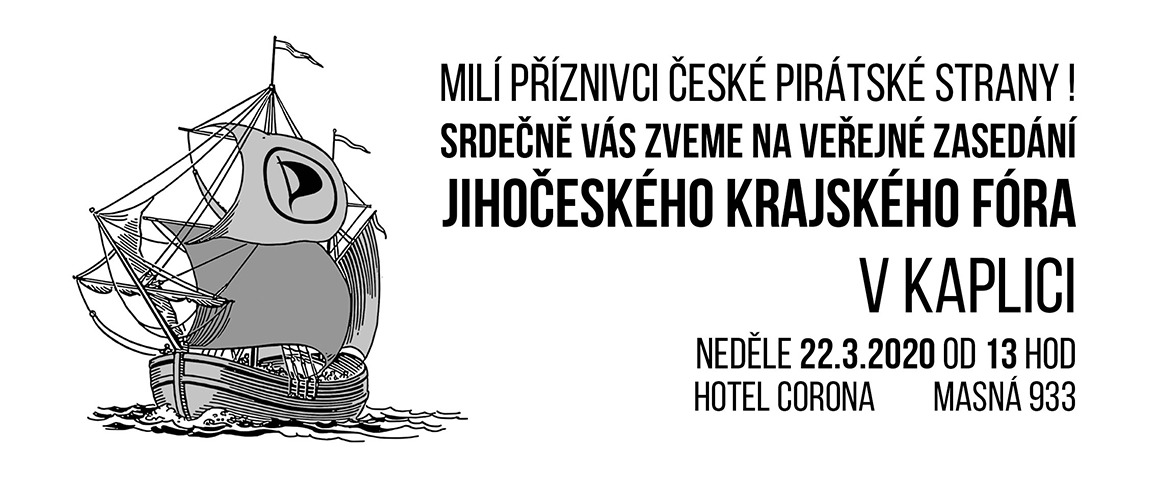 MILÍ PŘÍZNIVCI ČESKÉ PIRÁTSKÉ STRANY !
SRDEČNĚ VÁS ZVEME NA VEŘEJNÉ ZASEDÁNÍ
JIHOČESKÉHO KRAJSKÉHO FÓRA
V KAPLICI
NEDĚLE 22.3.2020 OD 13 HOD
HOTEL CORONA MASNÁ 933